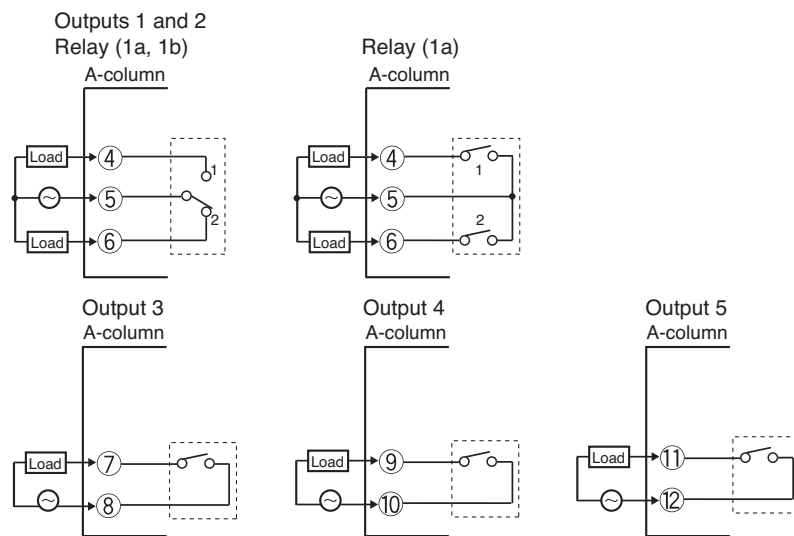 Outputs 1 and 2
Relay (1a, 1b)
A-column
Load
4
1
~
5
2
Load
6
Relay (1a)
A-column
Load
4
1
~
5
2
Load
6
Output 3
A-column
Load
7
~
8
Output 4
A-column
Load
9
~
10
Output 5
A-column
Load
11
~
12